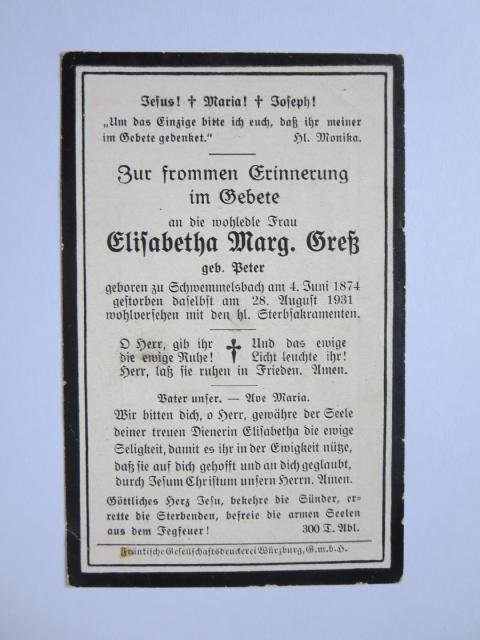 Jesus! † Maria! † Joseph!
„Um das Einzige bitte ich euch, daß ihr meiner
im Gebete gedenket." Hl. Monika.
Zur frommen Erinnerung
im Gebete
an die wohledle Frau
Elisabetha Marg. Greß
geb. Peter
geboren zu Schwemmelsbach am 4. Juni 1874
gestorben daselbst am 28. August 1931
wohlversehen mit den hl. Sterbsakramenten.
O Herr, gib ihr † Und das ewige
die ewige Ruhe! Licht leuchte ihr!
Herr, laß sie ruhen in Frieden. Amen.
Vater unser. — Ave Maria.
Wir bitten dich, o Herr, gewähre der Seele
deiner treuen Dienerin Elisabetha die ewige
Seligkeit, damit es ihr in der Ewigkeit nütze,
daß sie auf dich gehofft und an dich geglaubt,
durch Jesum Christum unsern Herrn. Amen.
Göttliches Herz Jesu, bekehre die Sünder, er-
rette die Sterbenden, befreie die armen Seelen
aus dem Fegfeuer! 300 T. Abl.
Fränkische Gesellschaftsdruckerei Würzburg, G.m.b.H.